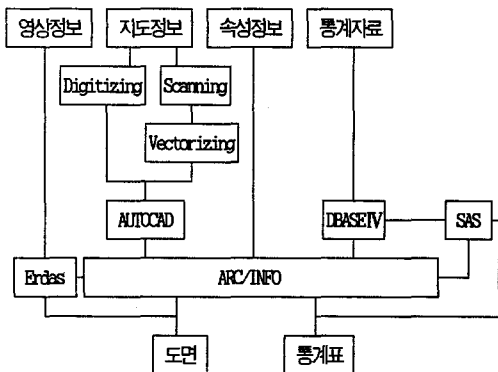 영상정보 지도정보 속성정보 통계자료
Digitizing Scanning
Vectorizing
AUTOCAD DBASEIV SAS
Erdas ARC/INFO
도면 통계표